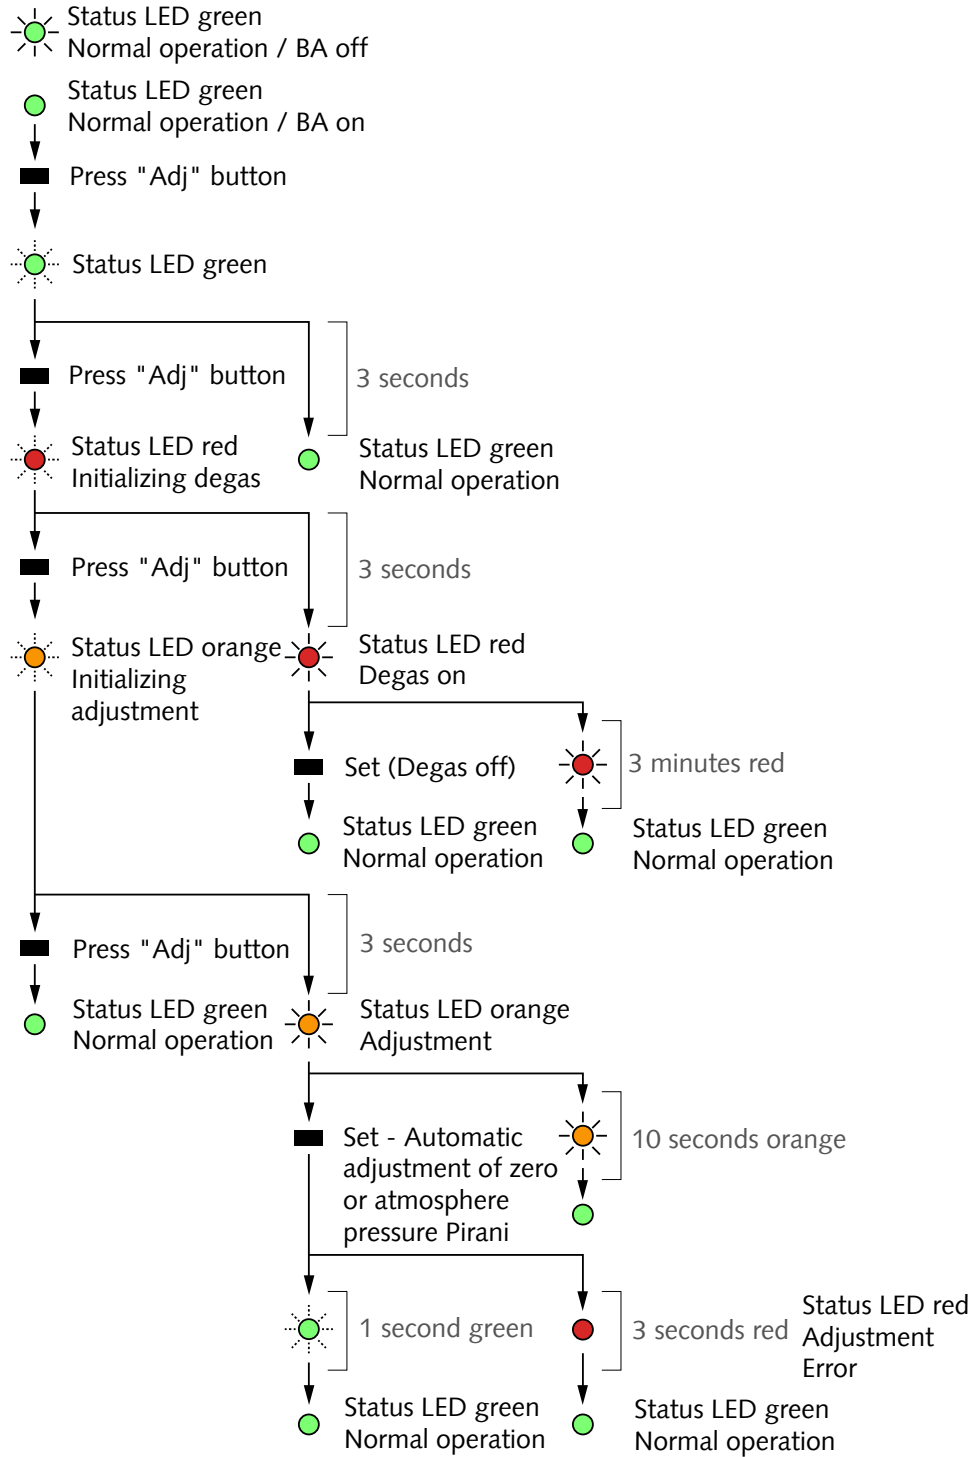 Status LED green
Normal operation / BA off
Status LED green
Normal operation / BA on
Press "Adj" button
Status LED green
Press "Adj" button
3 seconds
Status LED red
Initializing degas
Status LED green
Normal operation
Press "Adj" button
3 seconds
Status LED orange
Initializing
adjustment
Status LED red
Degas on
Set (Degas off)
3 minutes red
Status LED green
Normal operation
Status LED green
Normal operation
Press "Adj" button
3 seconds
Status LED green
Normal operation
Status LED orange
Adjustment
Set - Automatic
adjustment of zero
or atmosphere
pressure Pirani
10 seconds orange
1 second green
3 seconds red
Status LED red
Adjustment
Error
Status LED green
Normal operation
Status LED green
Normal operation